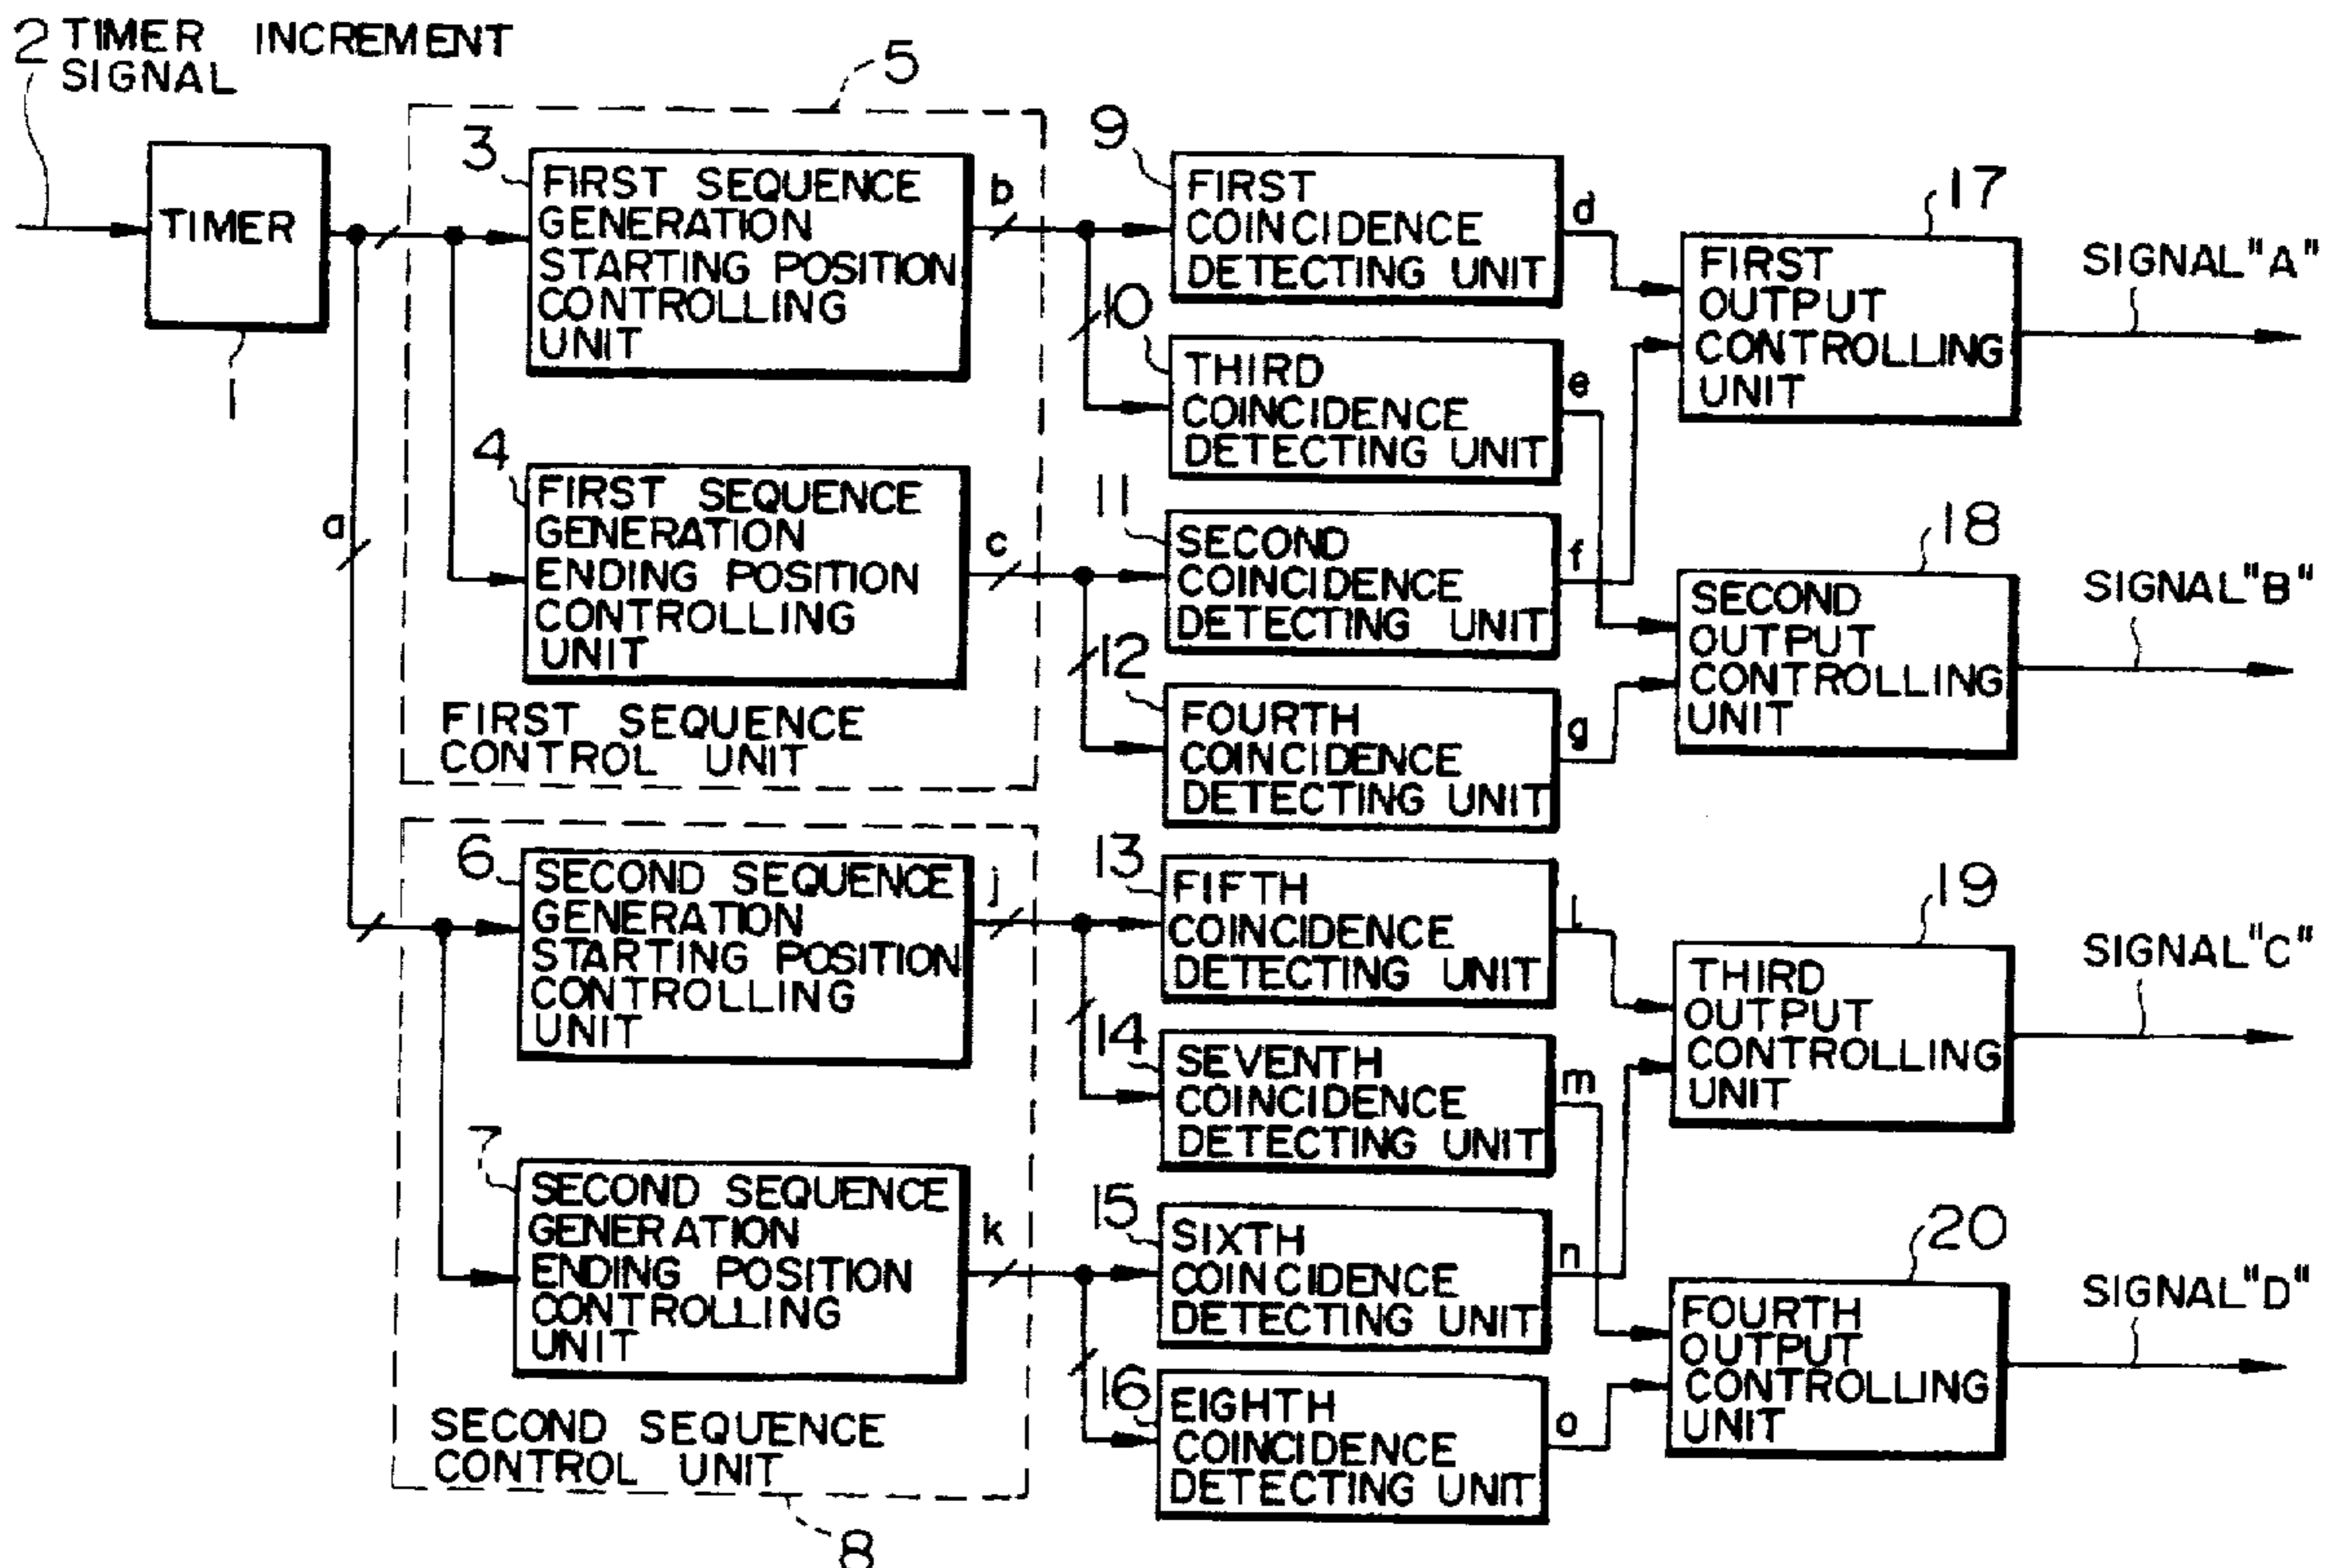 2 TIMER INCREMENT
SIGNAL
TIMER
1
a
5
3
FIRST SEQUENCE
GENERATION
STARTING POSITION
CONTROLLING
UNIT
b
4
FIRST SEQUENCE
GENERATION
ENDING POSITION
CONTROLLING
UNIT
c
FIRST SEQUENCE
CONTROL UNIT
6
SECOND SEQUENCE
GENERATION
STARTING POSITION
CONTROLLING
UNIT
j
7
SECOND SEQUENCE
GENERATION
ENDING POSITION
CONTROLLING
UNIT
k
SECOND SEQUENCE
CONTROL UNIT
8
9
FIRST
COINCIDENCE
DETECTING UNIT
d
10
THIRD
COINCIDENCE
DETECTING UNIT
e
11
SECOND
COINCIDENCE
DETECTING UNIT
f
12
FOURTH
COINCIDENCE
DETECTING UNIT
g
13
FIFTH
COINCIDENCE
DETECTING UNIT
l
14
SEVENTH
COINCIDENCE
DETECTING UNIT
m
15
SIXTH
COINCIDENCE
DETECTING UNIT
n
16
EIGHTH
COINCIDENCE
DETECTING UNIT
o
17
FIRST
OUTPUT
CONTROLLING
UNIT
SIGNAL "A"
18
SECOND
OUTPUT
CONTROLLING
UNIT
SIGNAL "B"
19
THIRD
OUTPUT
CONTROLLING
UNIT
SIGNAL "C"
20
FOURTH
OUTPUT
CONTROLLING
UNIT
SIGNAL "D"